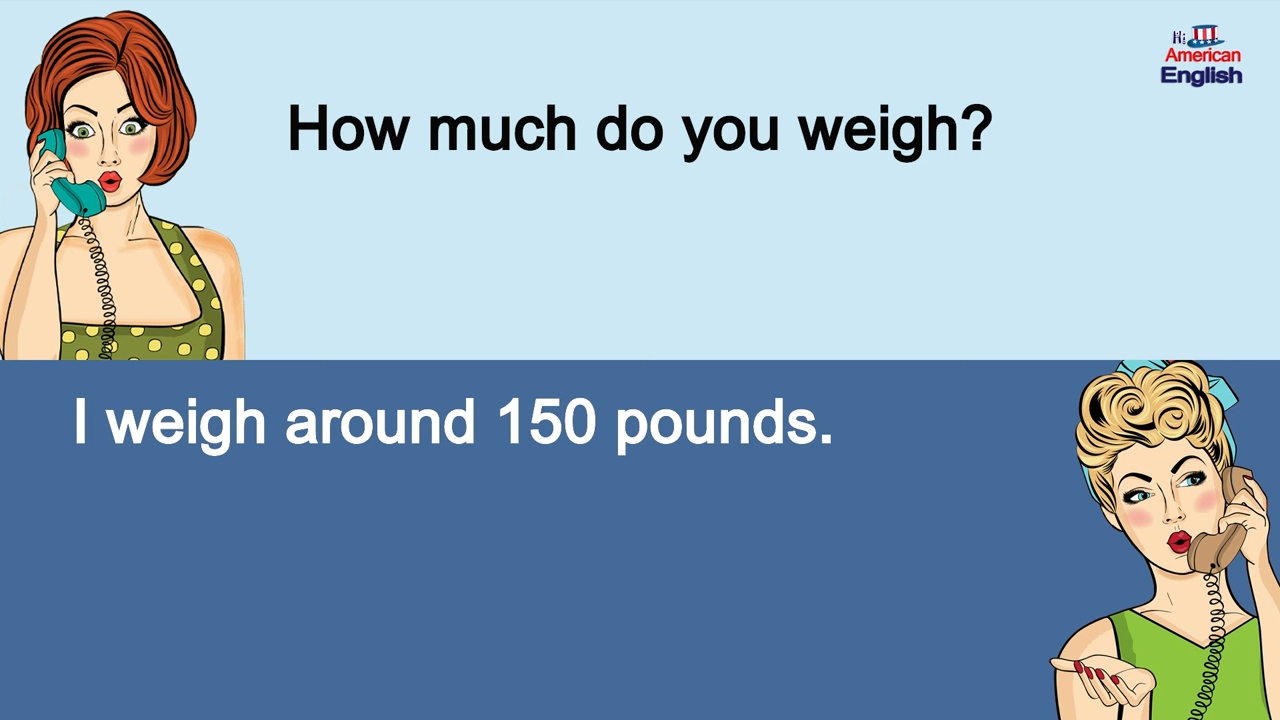 Hi
American
English
How much do you weigh?
I weigh around 150 pounds.